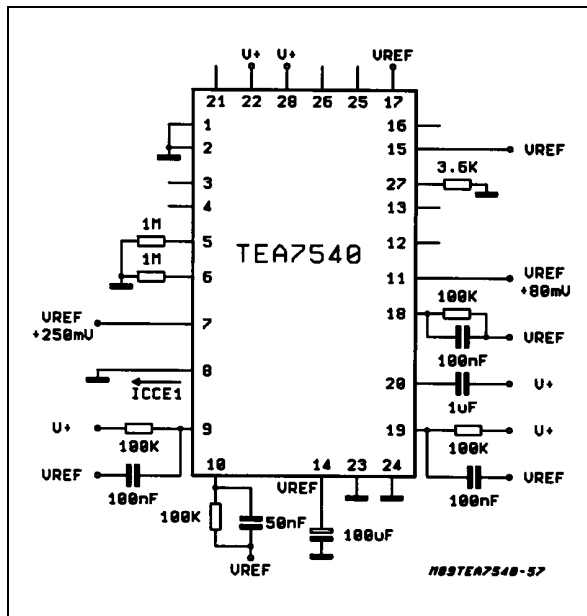 V+ V+ VREF
21 22 28 26 25 17
1 16
2 15 VREF
3 27 3.6K
4 13
1M
5 TEA7540 12
1M
6 11 VREF +80mV
VREF +250mV 7
18 100K
100nF VREF
8 20 V+
ICCE1 1uF
V+ 9 19 V+
100K 100K
VREF VREF
100nF 100nF
10 14 23 24
VREF
100K 50nF 100uF
VREF
M89TEA7540-57